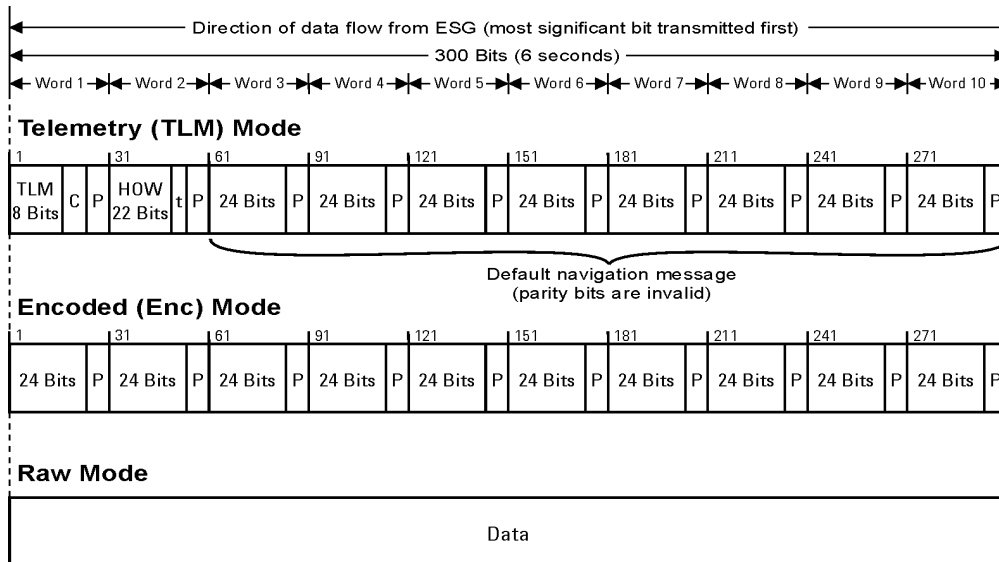 Direction of data flow from ESG (most significant bit transmitted first)
300 Bits (6 seconds)
Word 1 Word 2 Word 3 Word 4 Word 5 Word 6 Word 7 Word 8 Word 9 Word 10
Telemetry (TLM) Mode
1 31 61 91 121 151 181 211 241 271
TLM 8 Bits C P HOW 22 Bits t P 24 Bits P 24 Bits P 24 Bits P 24 Bits P 24 Bits P 24 Bits P 24 Bits P 24 Bits P
Default navigation message
(parity bits are invalid)
Encoded (Enc) Mode
1 31 61 91 121 151 181 211 241 271
24 Bits P 24 Bits P 24 Bits P 24 Bits P 24 Bits P 24 Bits P 24 Bits P 24 Bits P 24 Bits P 24 Bits P
Raw Mode
Data